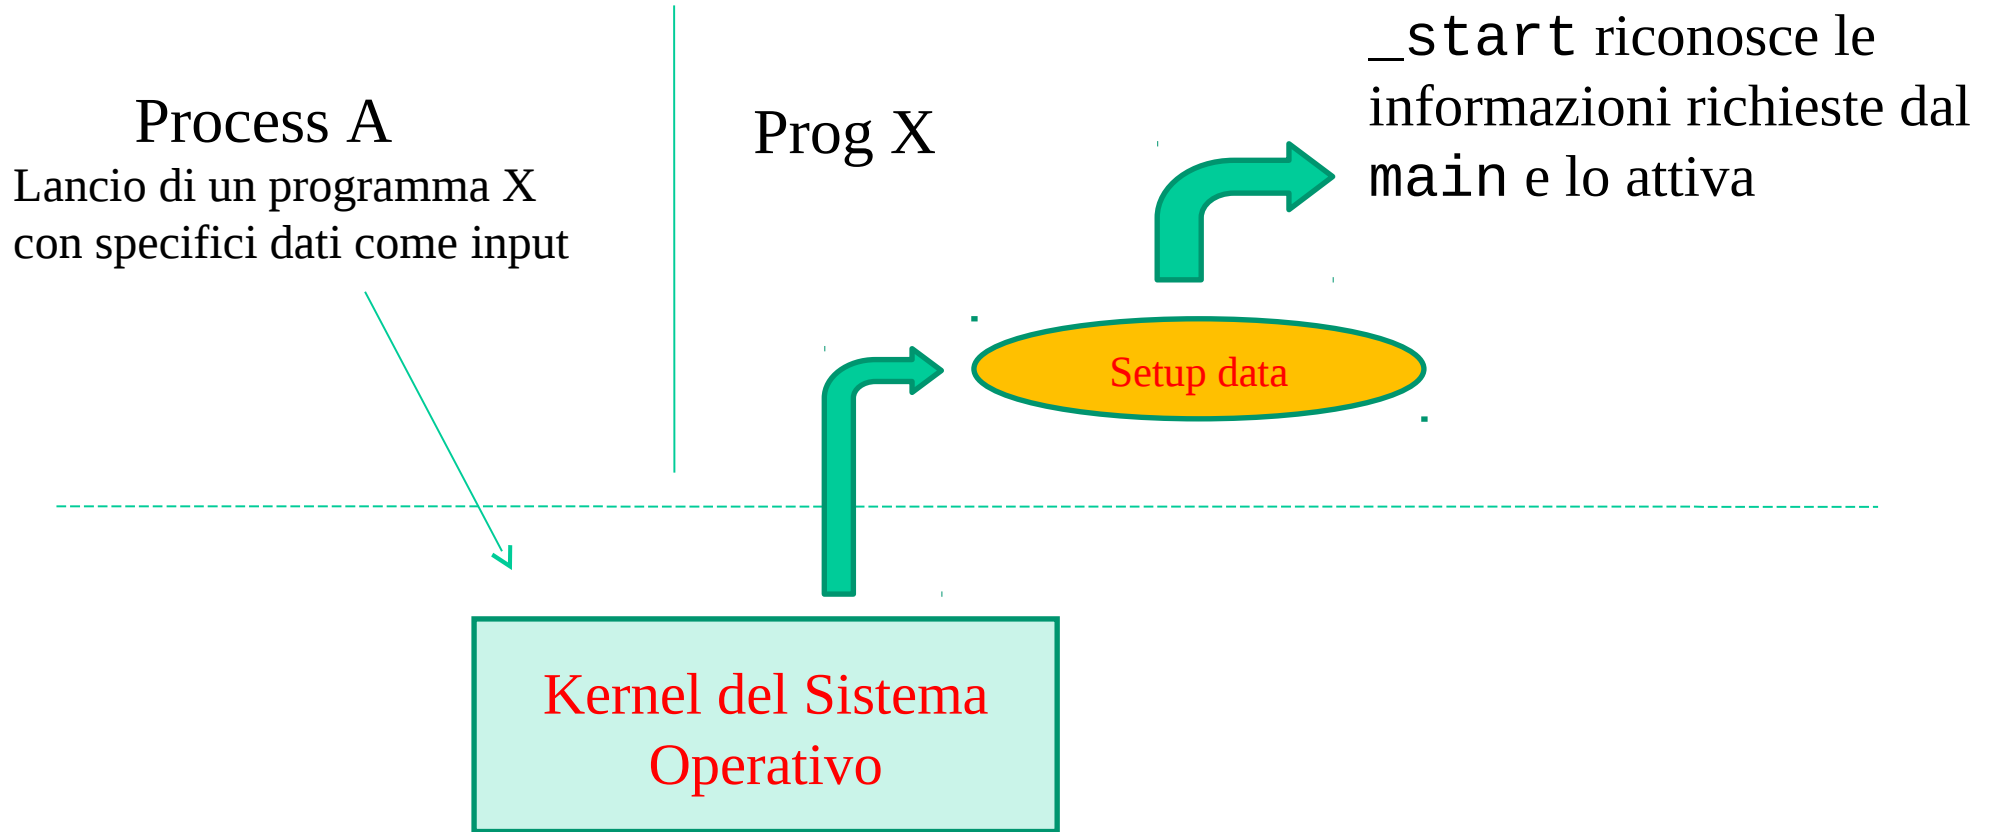 Process A
Lancio di un programma X
con specifici dati come input
Prog X
_start riconosce le
informazioni richieste dal
main e lo attiva
Setup data
Kernel del Sistema
Operativo